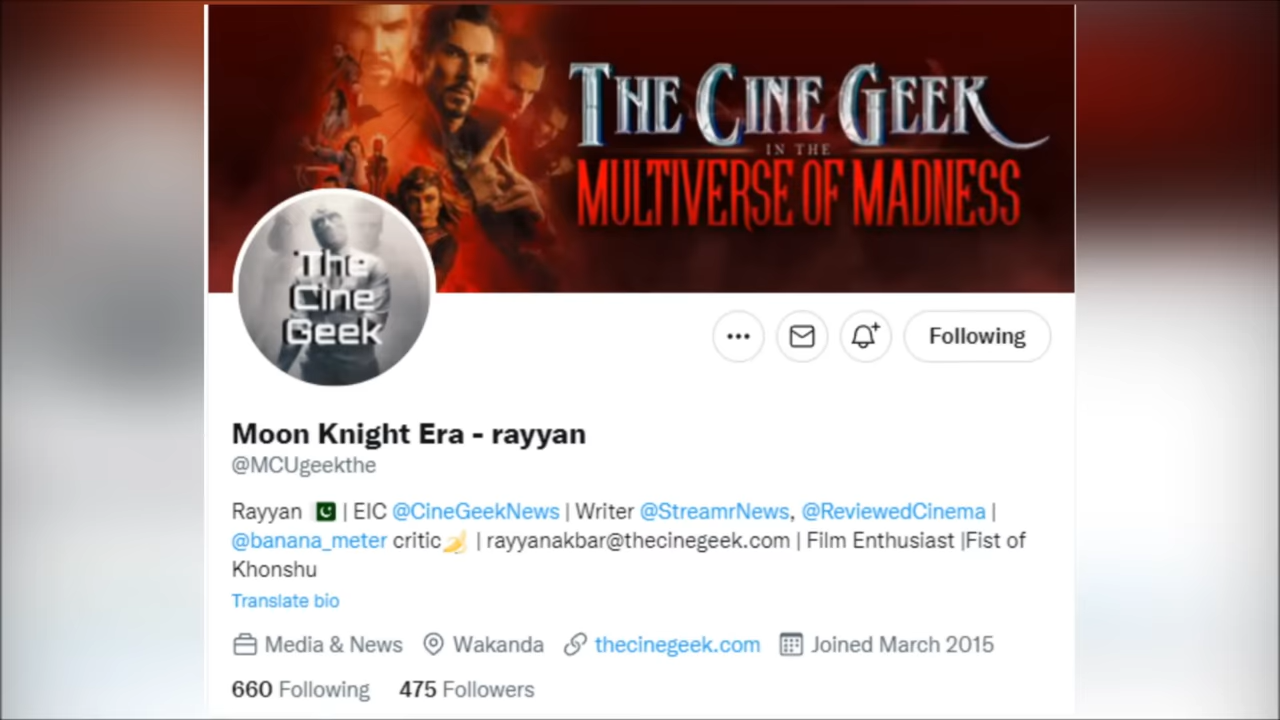 THE CINE GEEK
IN THE
MULTIVERSE OF MADNESS
The
Cine
Geek
Following
Moon Knight Era - rayyan
@MCUgeekthe
Rayyan 🇵🇰 | EIC @CineGeekNews | Writer @StreamrNews, @ReviewedCinema |
@banana_meter critic🍌 | rayyanakbar@thecinegeek.com | Film Enthusiast |Fist of
Khonshu
Translate bio
Media & News Wakanda thecinegeek.com Joined March 2015
660 Following 475 Followers